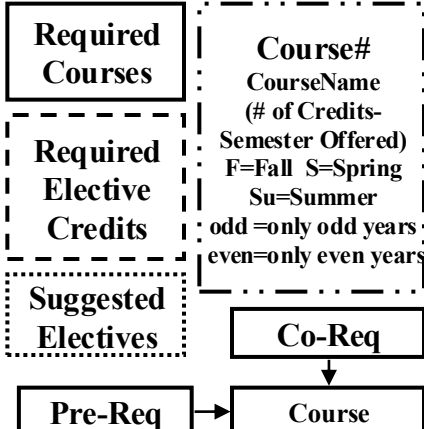 Required
Courses
Required
Elective
Credits
Suggested
Electives
Course#
CourseName
(# of Credits-
Semester Offered)
F=Fall S=Spring
Su=Summer
odd =only odd years
even=only even years
Co-Req
Pre-Req
Course